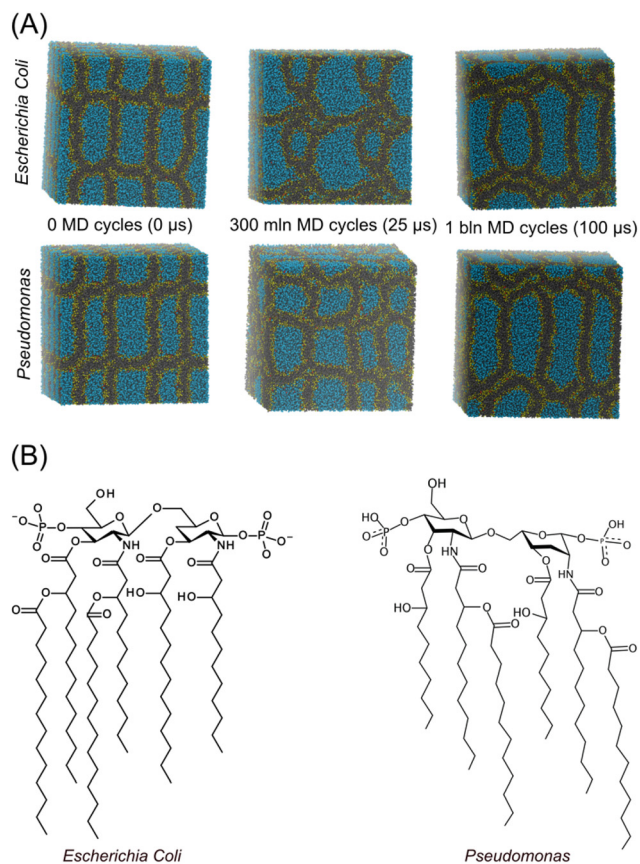 (A)
Escherichia Coli
0 MD cycles (0 µs) 300 mln MD cycles (25 µs) 1 bln MD cycles (100 µs)
Pseudomonas
(B)
OH
⁻O P O O O O O P O⁻
O O O NH O NH O
O O O O
O O HO HO
O O
HO
HO O P O O O O O P OH
O O O NH O NH O
O O O O
HO O O HO O O
Escherichia Coli Pseudomonas